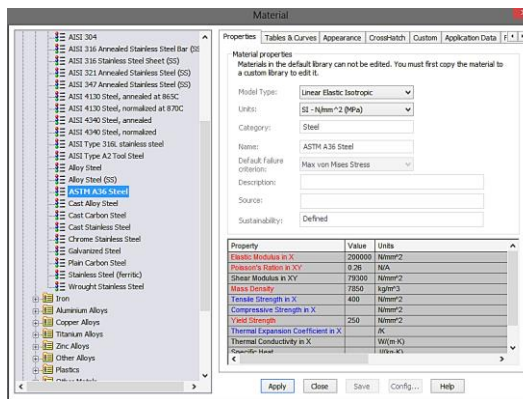 Material
AISI 304
AISI 316 Annealed Stainless Steel Bar (SS
AISI 316 Stainless Steel Sheet (SS)
AISI 321 Annealed Stainless Steel (SS)
AISI 347 Annealed Stainless Steel (SS)
AISI 4130 Steel, annealed at 865C
AISI 4130 Steel, normalized at 870C
AISI 4340 Steel, annealed
AISI 4340 Steel, normalized
AISI Type 316L stainless steel
AISI Type A2 Tool Steel
Alloy Steel
Alloy Steel (SS)
ASTM A36 Steel
Cast Alloy Steel
Cast Carbon Steel
Cast Stainless Steel
Chrome Stainless Steel
Galvanized Steel
Plain Carbon Steel
Stainless Steel (ferritic)
Wrought Stainless Steel
Iron
Aluminium Alloys
Copper Alloys
Titanium Alloys
Zinc Alloys
Other Alloys
Plastics
Other Metals
Properties Tables & Curves Appearance CrossHatch Custom Application Data F
Material properties
Materials in the default library can not be edited. You must first copy the material to
a custom library to edit it.
Model Type: Linear Elastic Isotropic
Units: SI - N/mm^2 (MPa)
Category: Steel
Name: ASTM A36 Steel
Default failure
criterion: Max von Mises Stress
Description:
Source:
Sustainability: Defined
Property Value Units
Elastic Modulus in X 200000 N/mm^2
Poisson's Ration in XY 0.26 N/A
Shear Modulus in XY 79300 N/mm^2
Mass Density 7850 kg/m^3
Tensile Strength in X 400 N/mm^2
Compressive Strength in X N/mm^2
Yield Strength 250 N/mm^2
Thermal Expansion Coefficient in X /K
Thermal Conductivity in X W/(m·K)
Specific Heat J/(kg·K)
Apply Close Save Config... Help